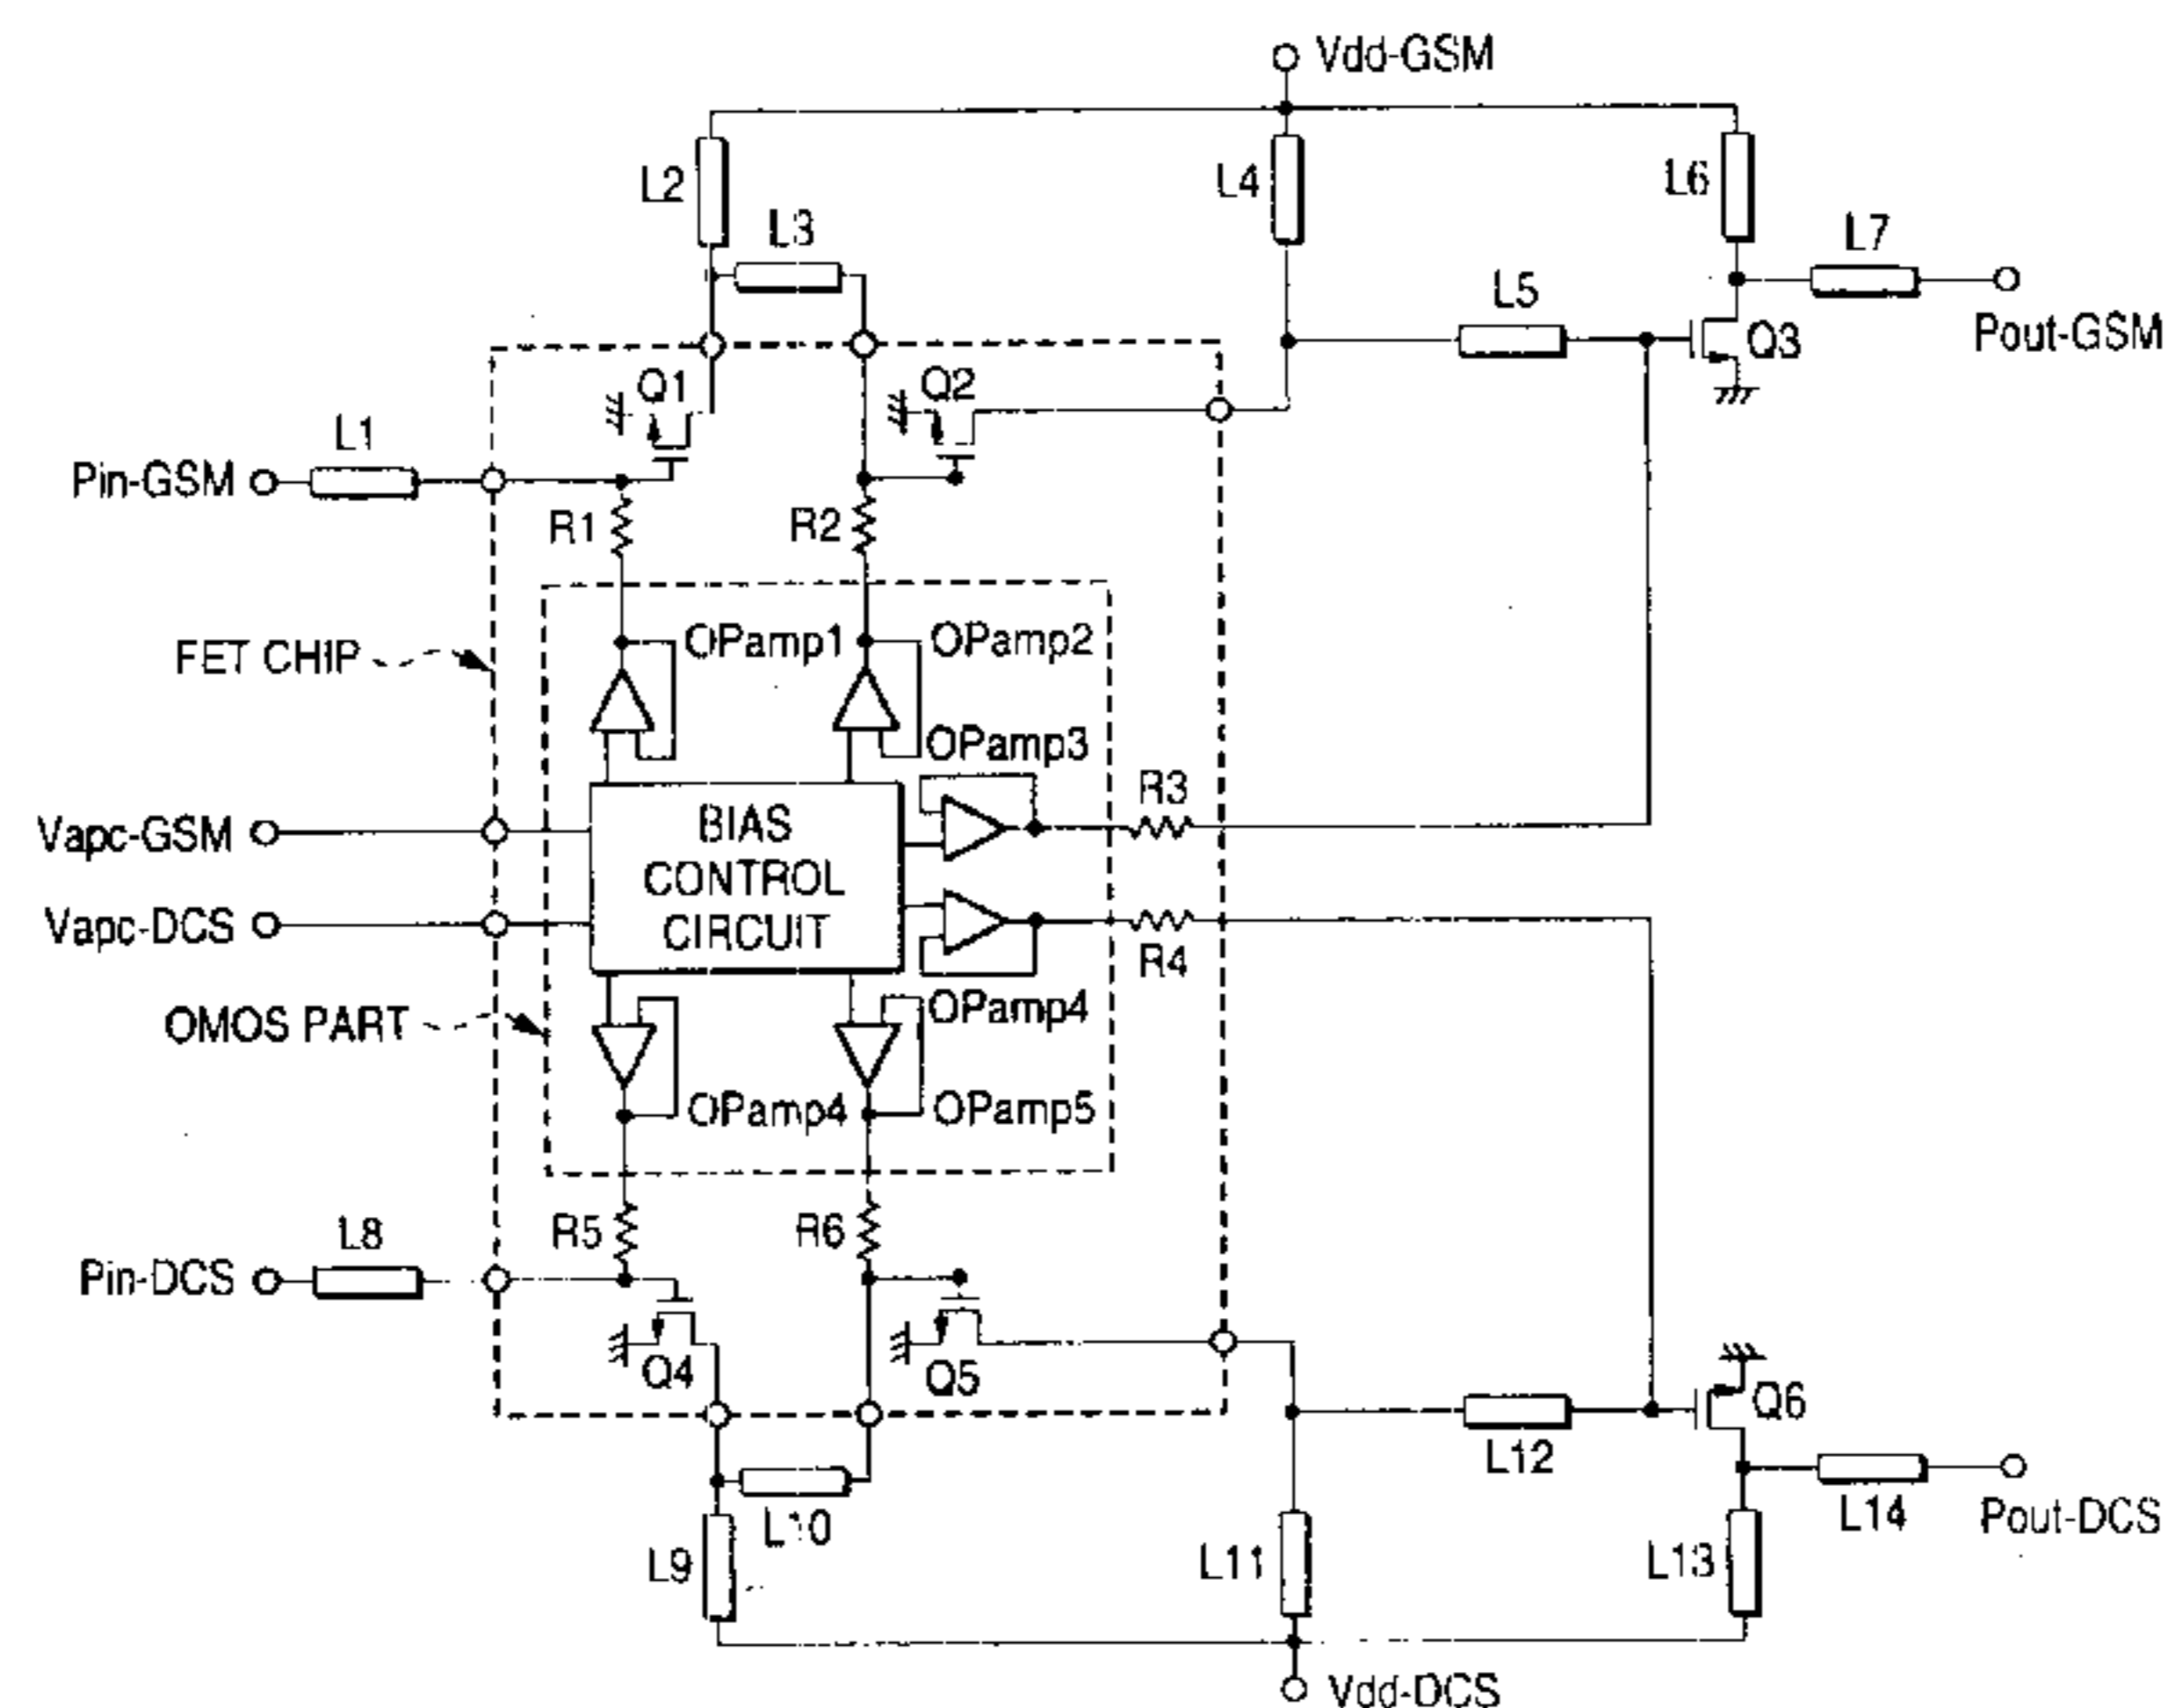 Vdd-GSM
L2
L4
L6
L3
L7
L5
Pout-GSM
Q3
Q1
Q2
L1
Pin-GSM
R1
R2
FET CHIP
OPamp1
OPamp2
OPamp3
R3
Vapc-GSM
BIAS
CONTROL
CIRCUIT
Vapc-DCS
R4
OPamp4
OMOS PART
OPamp4
OPamp5
L8
R5
R6
Pin-DCS
Q4
Q5
Q6
L12
L10
L14
Pout-DCS
L9
L11
L13
Vdd-DCS